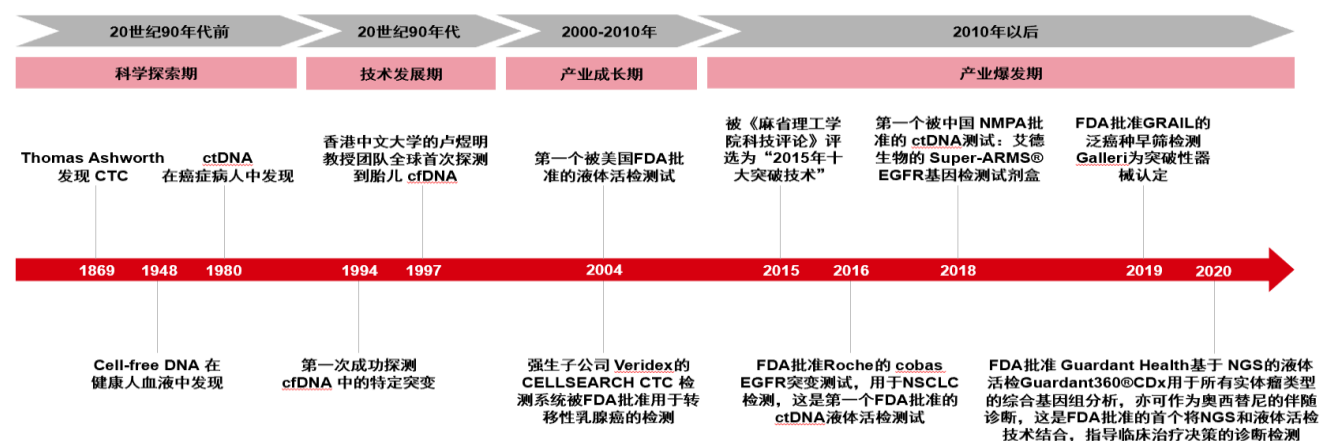 20世纪90年代前
20世纪90年代
2000-2010年
2010年以后
科学探索期
技术发展期
产业成长期
产业爆发期
Thomas Ashworth
发现 CTC
ctDNA
在癌症病人中发现
香港中文大学的卢煜明
教授团队全球首次探测
到胎儿 cfDNA
第一个被美国FDA批
准的液体活检测试
被《麻省理工学
院科技评论》评
选为“2015年十
大突破技术”
第一个被中国 NMPA批
准的 ctDNA测试：艾德
生物的 Super-ARMS®
EGFR基因检测试剂盒
FDA批准GRAIL的
泛癌种早筛检测
Galleri为突破性器
械认定
1869
1948
1980
1994
1997
2004
2015
2016
2018
2019
2020
Cell-free DNA 在
健康人血液中发现
第一次成功探测
cfDNA 中的特定突变
强生子公司 Veridex的
CELLSEARCH CTC 检
测系统被FDA批准用于转
移性乳腺癌的检测
FDA批准Roche的 cobas
EGFR突变测试，用于NSCLC
检测，这是第一个FDA批准的
ctDNA液体活检测试
FDA批准 Guardant Health基于 NGS的液体
活检Guardant360®CDx用于所有实体瘤类型
的综合基因组分析，亦可作为奥西替尼的伴随
诊断，这是FDA批准的首个将NGS和液体活检
技术结合，指导临床治疗决策的诊断检测